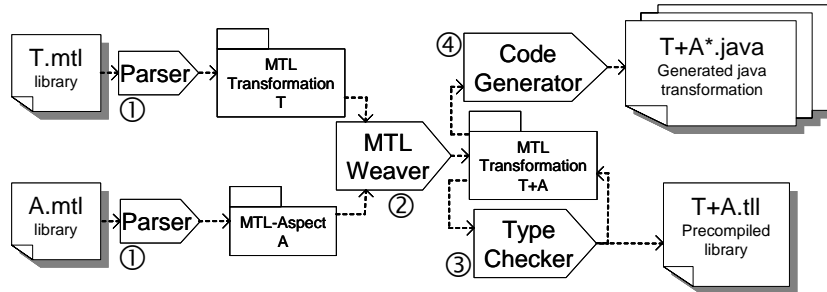 T.mtl
library
Parser
①
MTL
Transformation
T
④
Code
Generator
T+A*.java
Generated java
transformation
MTL
Weaver
②
MTL
Transformation
T+A
A.mtl
library
Parser
①
MTL-Aspect
A
③
Type
Checker
T+A.tll
Precompiled
library